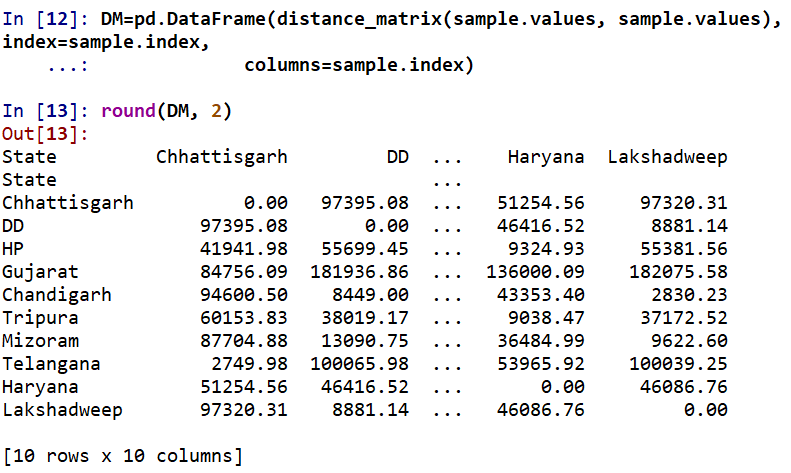 In [12]: DM=pd.DataFrame(distance_matrix(sample.values, sample.values),
index=sample.index,
    ...:              columns=sample.index)

In [13]: round(DM, 2)
Out[13]:
State         Chhattisgarh         DD  ...    Haryana  Lakshadweep
State                                  ...
Chhattisgarh          0.00   97395.08  ...   51254.56     97320.31
DD                97395.08       0.00  ...   46416.52      8881.14
HP                41941.98   55699.45  ...    9324.93     55381.56
Gujarat           84756.09  181936.86  ...  136000.09    182075.58
Chandigarh        94600.50    8449.00  ...   43353.40      2830.23
Tripura           60153.83   38019.17  ...    9038.47     37172.52
Mizoram           87704.88   13090.75  ...   36484.99      9622.60
Telangana          2749.98  100065.98  ...   53965.92    100039.25
Haryana           51254.56   46416.52  ...       0.00     46086.76
Lakshadweep       97320.31    8881.14  ...   46086.76         0.00

[10 rows x 10 columns]